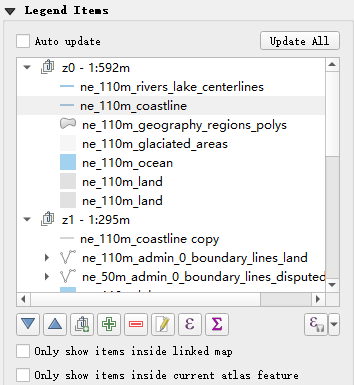 Legend Items
Auto update
Update All
z0 - 1:592m
ne_110m_rivers_lake_centerlines
ne_110m_coastline
ne_110m_geography_regions_polys
ne_110m_glaciated_areas
ne_110m_ocean
ne_110m_land
ne_110m_land
z1 - 1:295m
ne_110m_coastline copy
ne_110m_admin_0_boundary_lines_land
ne_50m_admin_0_boundary_lines_disputed
ε Σ ε
Only show items inside linked map
Only show items inside current atlas feature